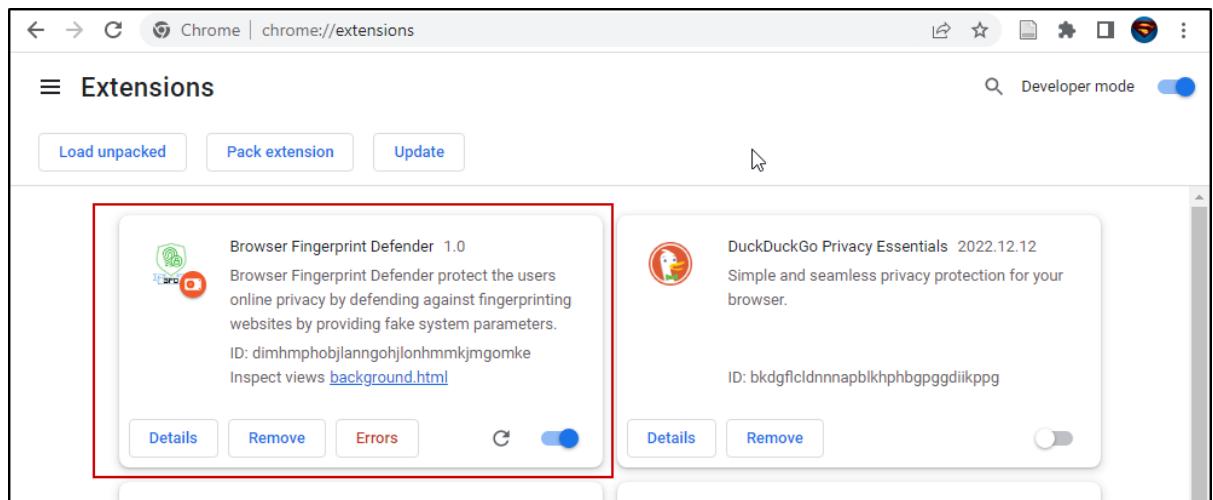 Chrome | chrome://extensions
Extensions
Developer mode
Load unpacked
Pack extension
Update
Browser Fingerprint Defender 1.0
Browser Fingerprint Defender protect the users
online privacy by defending against fingerprinting
websites by providing fake system parameters.
ID: dimhmphobjlanngohjlonhmmkjmgomke
Inspect views background.html
Details
Remove
Errors
DuckDuckGo Privacy Essentials 2022.12.12
Simple and seamless privacy protection for your
browser.
ID: bkdgflcldnnnapblkhphbgpggdiikppg
Details
Remove